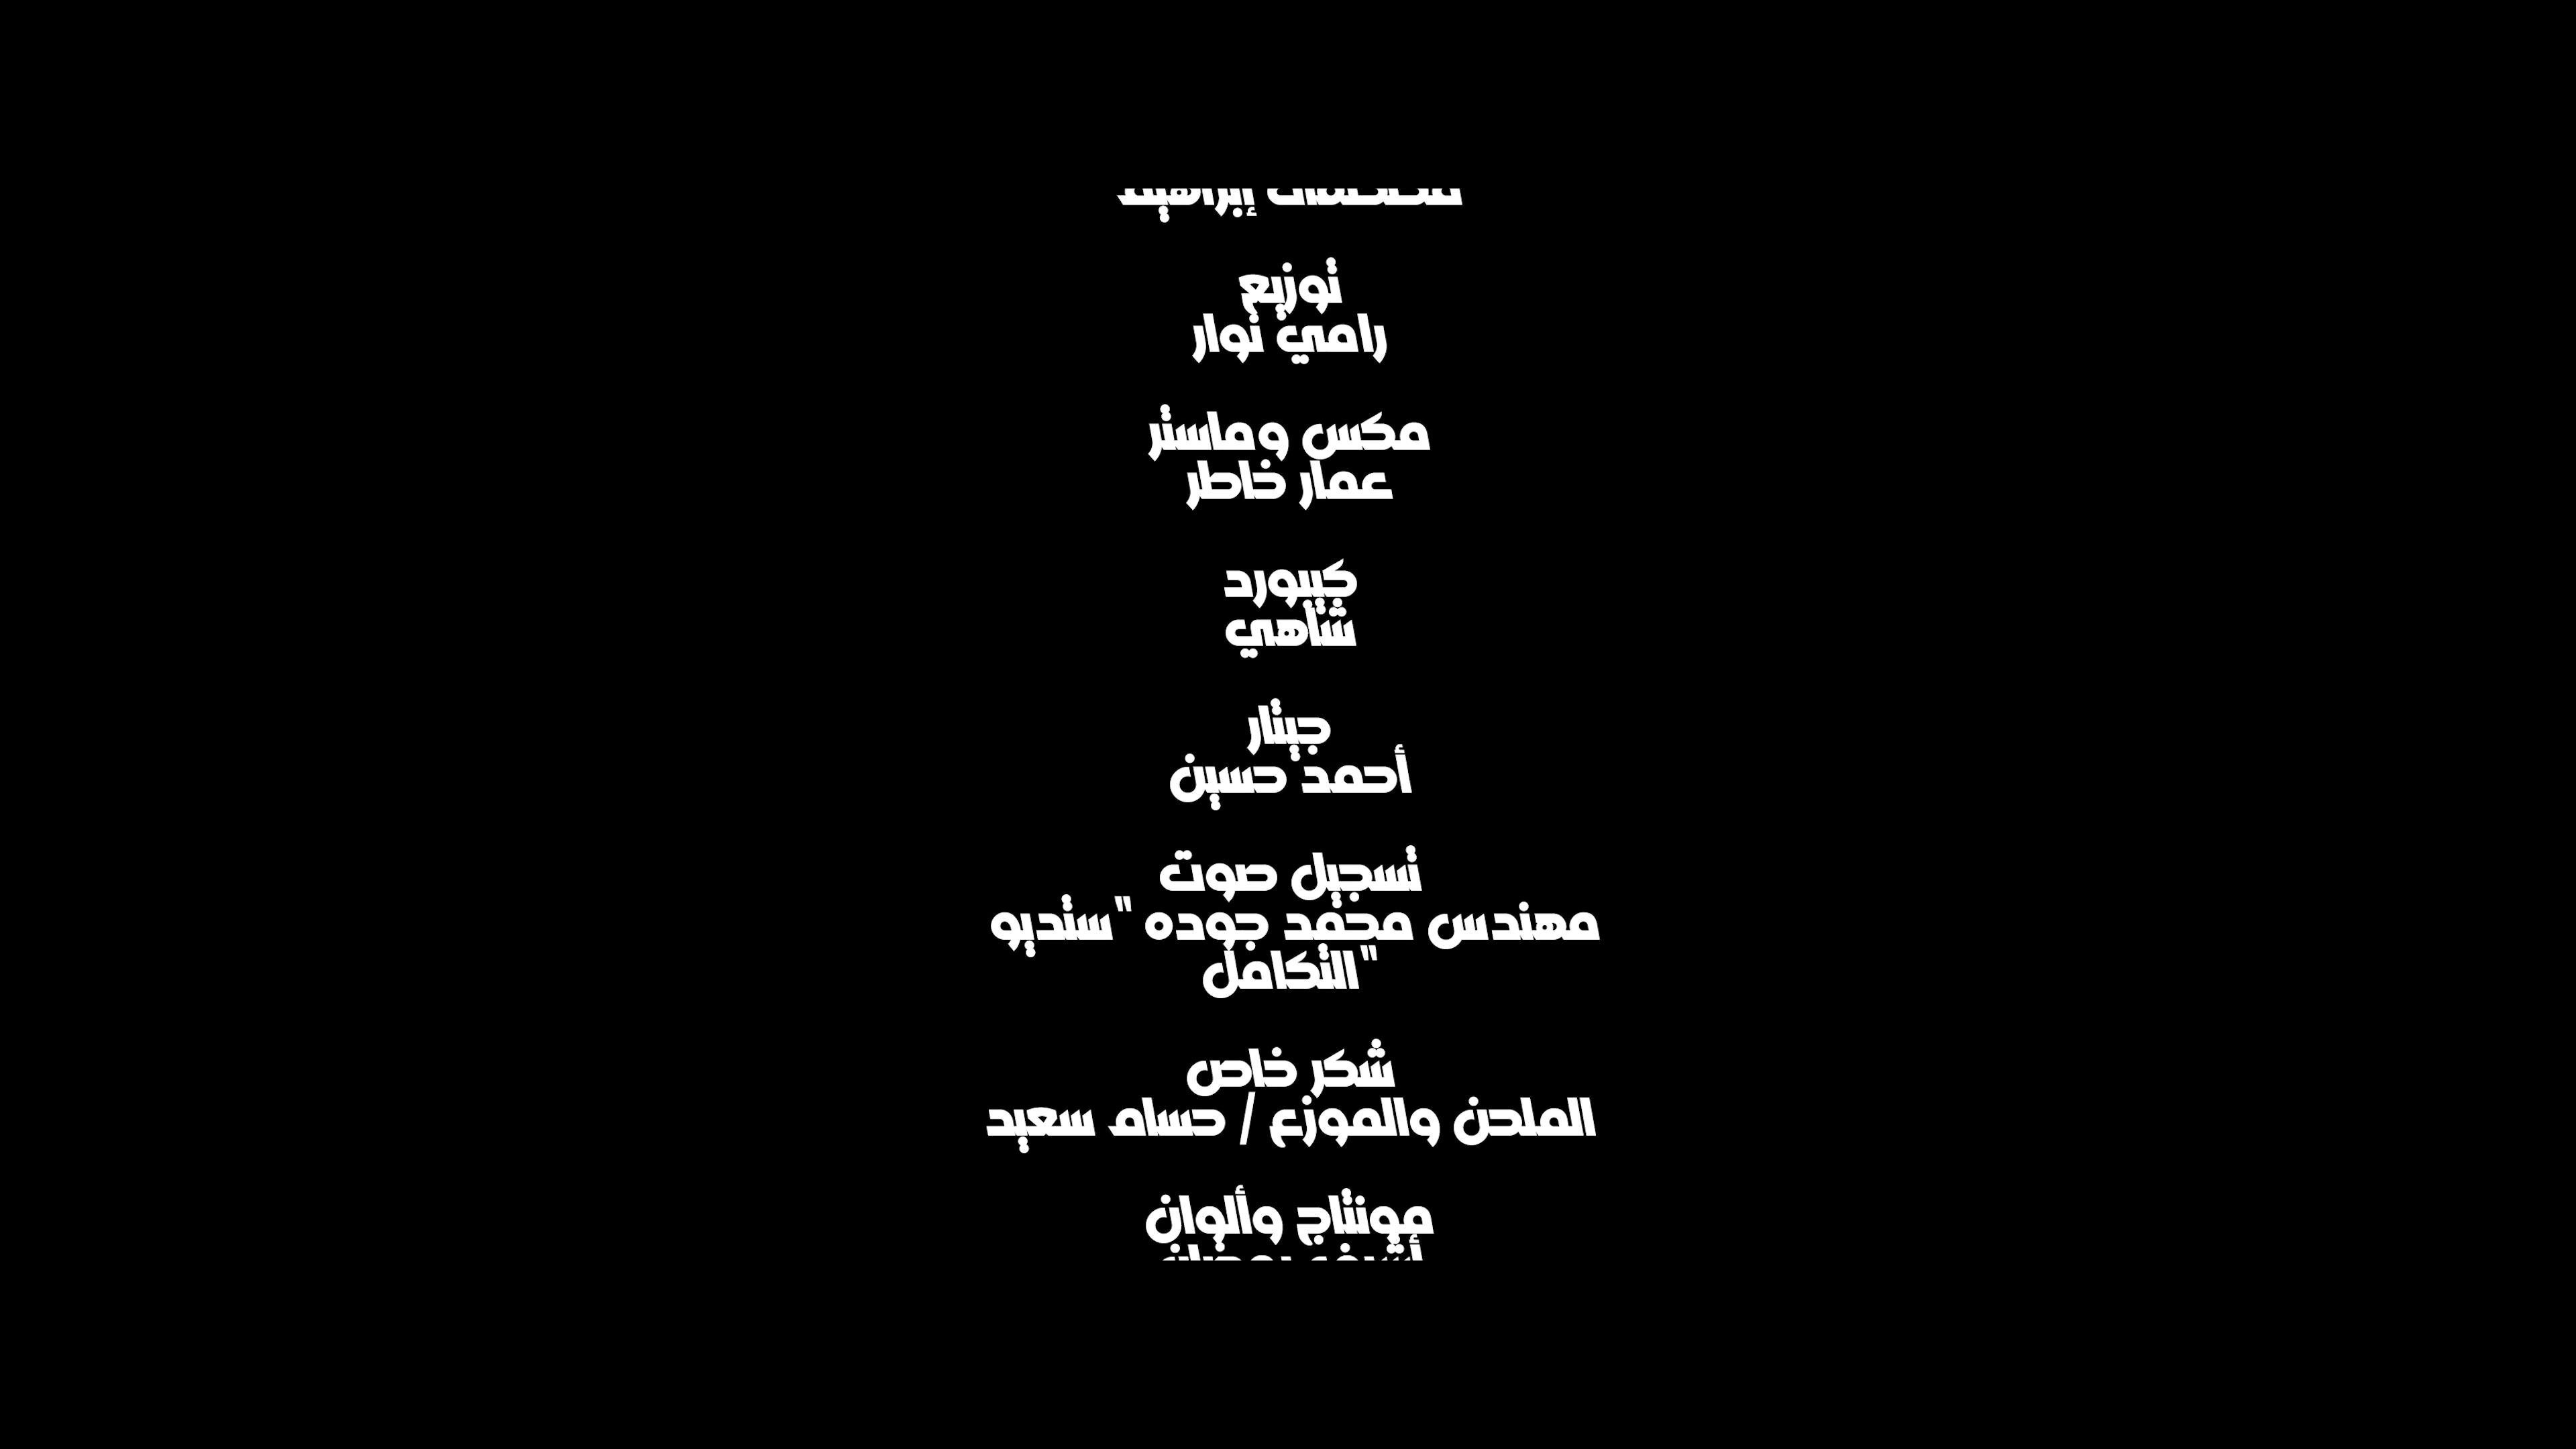 إبراهيم
توزيع
رامي نوار
مكس وماستر
عمار خاطر
كيبورد
شاهي
جيتار
أحمد حسين
تسجيل صوت
مهندس محمد جوده "ستديو
التكامل"
شكر خاص
الملحن والموزع / حسام سعيد
مونتاج وألوان